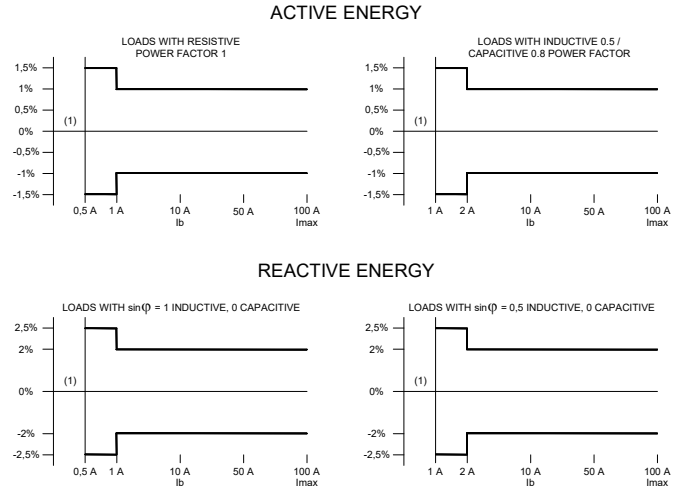 ACTIVE ENERGY
LOADS WITH RESISTIVE
POWER FACTOR 1
1,5%
1%
0,5%
0%
-0,5%
-1%
-1,5%
(1)
0,5 A 1 A 10 A 50 A 100 A
Ib Imax
LOADS WITH INDUCTIVE 0.5 /
CAPACITIVE 0.8 POWER FACTOR
1,5%
1%
0,5%
0%
-0,5%
-1%
-1,5%
(1)
1 A 2 A 10 A 50 A 100 A
Ib Imax
REACTIVE ENERGY
LOADS WITH sinφ = 1 INDUCTIVE, 0 CAPACITIVE
2,5%
2%
0%
-2%
-2,5%
(1)
0,5 A 1 A 10 A 50 A 100 A
Ib Imax
LOADS WITH sinφ = 0,5 INDUCTIVE, 0 CAPACITIVE
2,5%
2%
0%
-2%
-2,5%
(1)
1 A 2 A 10 A 50 A 100 A
Ib Imax